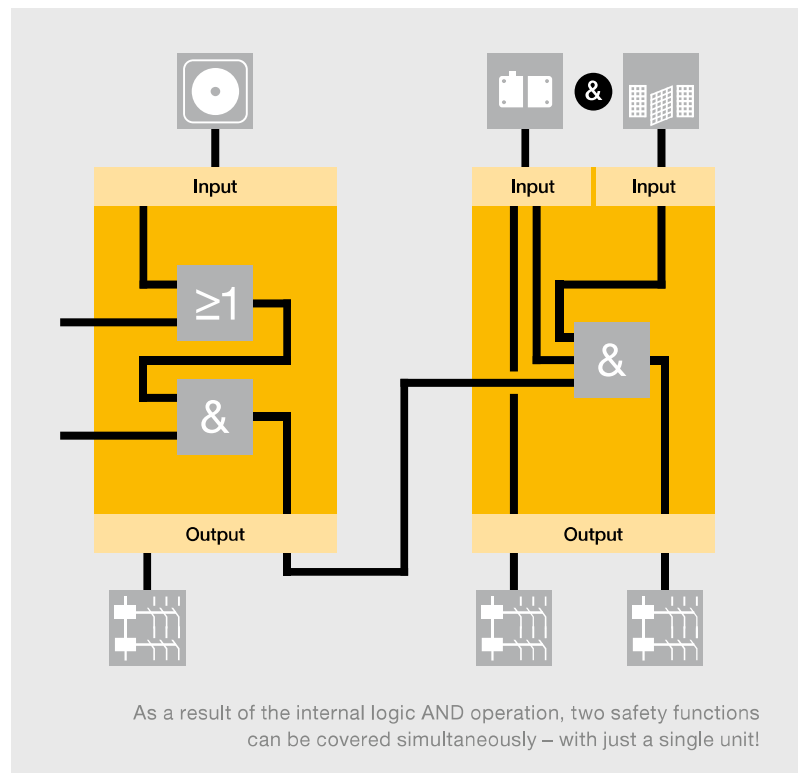 &
Input
Input
Input
≥1
&
&
Output
Output
As a result of the internal logic AND operation, two safety functions
can be covered simultaneously – with just a single unit!